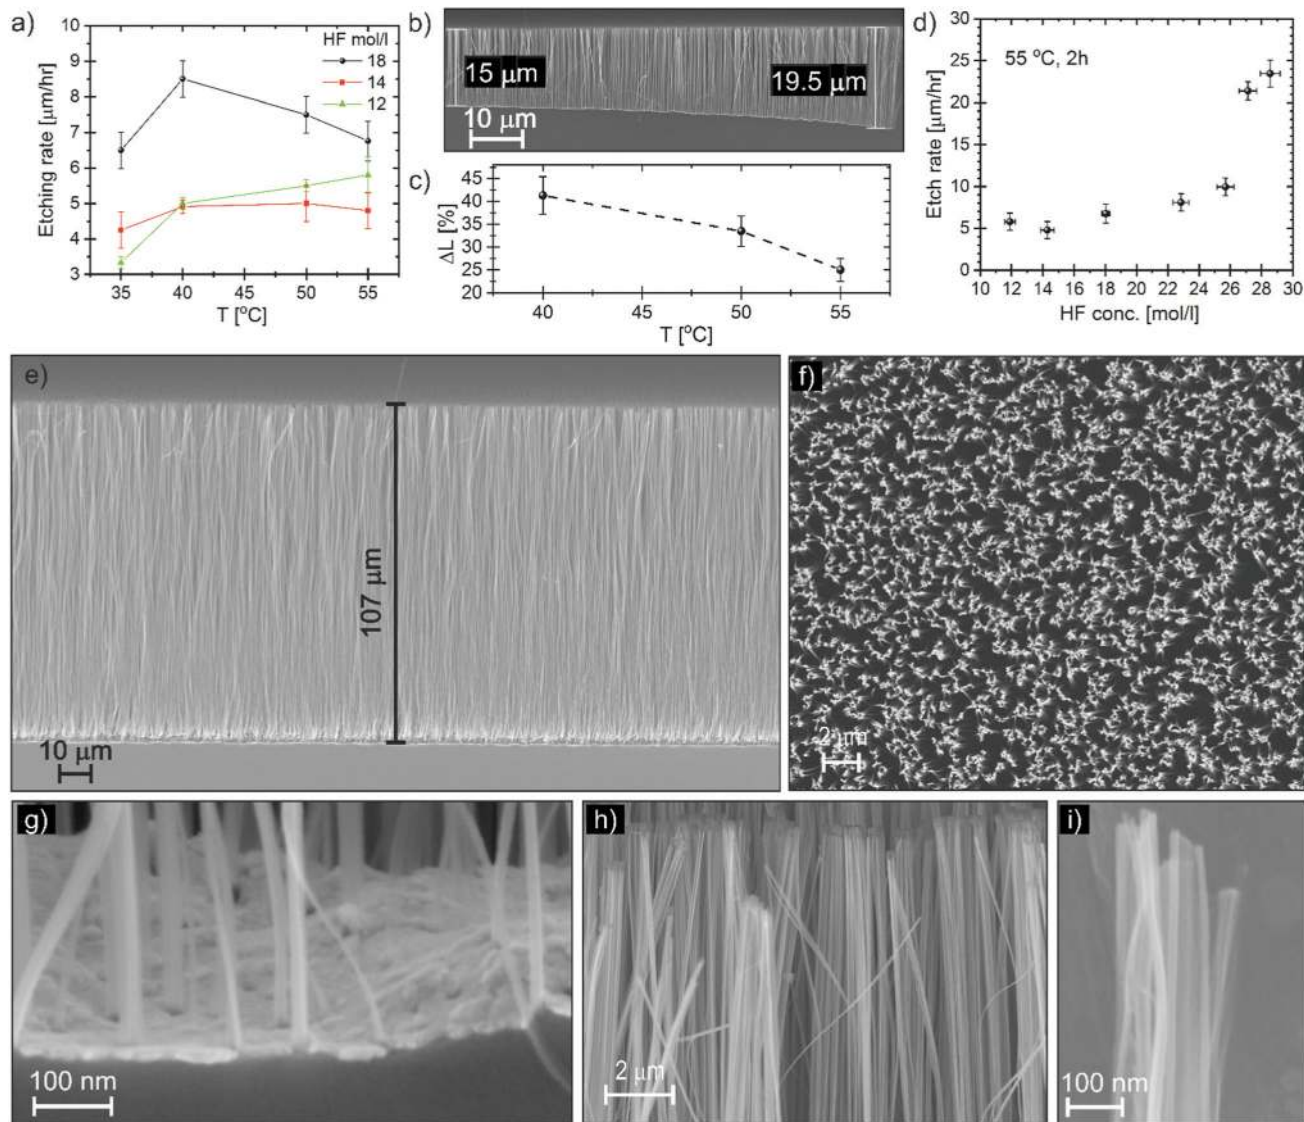 a)
10
9
8
7
6
5
4
3
Etching rate [μm/hr]
HF mol/l
18
14
12
35
40
45
50
55
T [°C]
b)
15 μm
19.5 μm
10 μm
c)
45
40
35
30
25
20
ΔL [%]
40
45
50
55
T [°C]
d)
30
25
20
15
10
5
0
Etch rate [μm/hr]
55 °C, 2h
10 12 14 16 18 20 22 24 26 28 30
HF conc. [mol/l]
e)
107 μm
10 μm
f)
2 μm
g)
100 nm
h)
2 μm
i)
100 nm